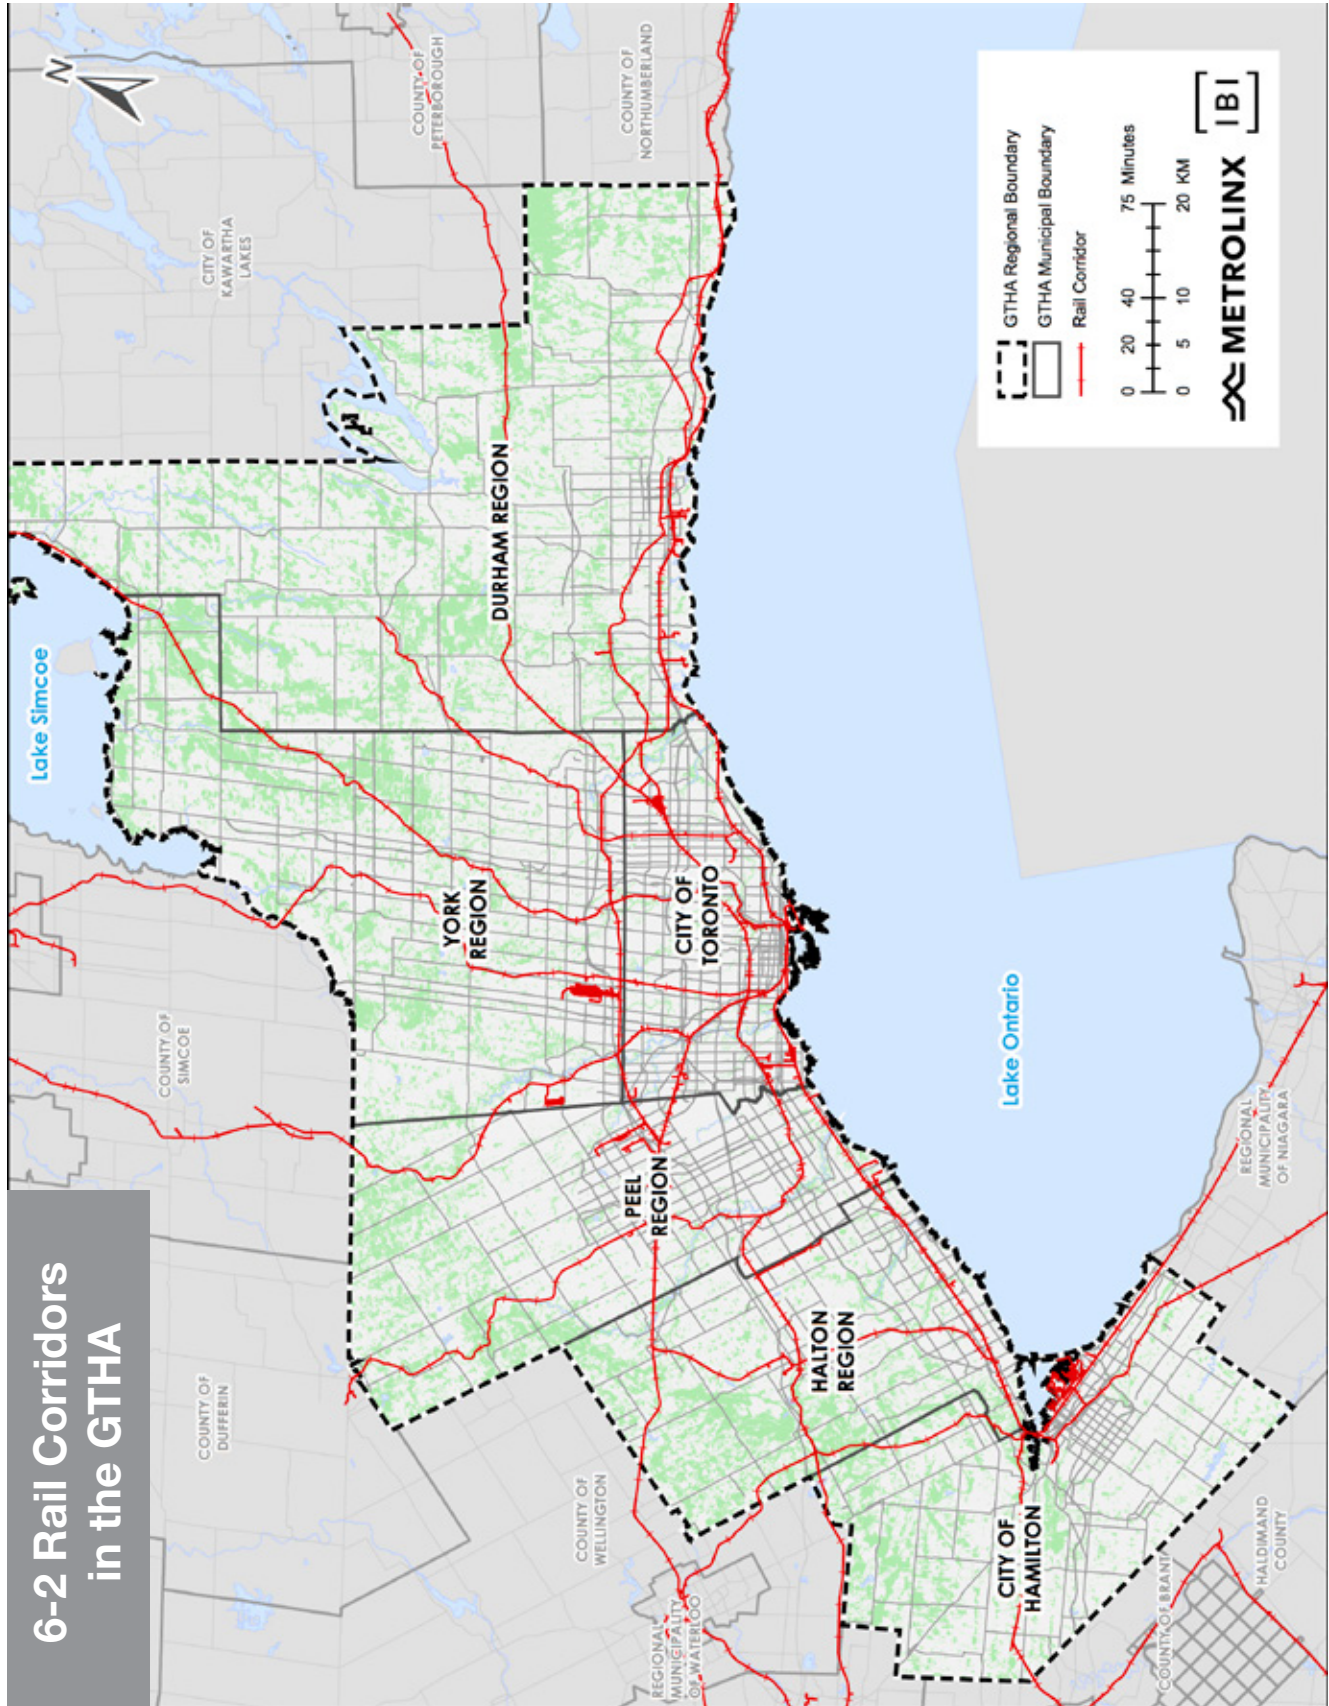 6-2 Rail Corridors
in the GTHA
N
Lake Simcoe
COUNTY OF
DUFFERIN
COUNTY OF
SIMCOE
CITY OF
KAWARTHA
LAKES
COUNTY OF
PETERBOROUGH
COUNTY OF
NORTHUMBERLAND
YORK
REGION
DURHAM REGION
PEEL
REGION
CITY OF
TORONTO
COUNTY OF
WELLINGTON
REGIONAL
MUNICIPALITY
OF WATERLOO
HALTON
REGION
CITY OF
HAMILTON
Lake Ontario
COUNTY OF BRANT
HALDIMAND
COUNTY
REGIONAL
MUNICIPALITY
OF NIAGARA
GTHA Regional Boundary
GTHA Municipal Boundary
Rail Corridor
0 20 40 75 Minutes
0 5 10 20 KM
METROLINX
[IBI]